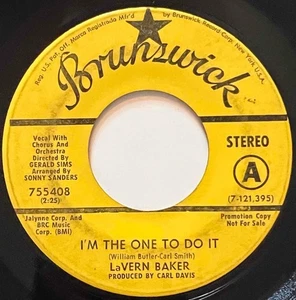 Reg. U.S. Pat. Off. Marca Registrada Mfr'd by Brunswick Record Corp. New York, U.S.A.
Brunswick
Vocal With
Chorus And
Orchestra
Directed By
GERALD SIMS
Arranged By
SONNY SANDERS
STEREO
A
755408
(2:25)
(7-121,395)
Jalynne Corp. And
BRC Music
Corp. (BMI)
Promotion Copy
Not For Sale
I'M THE ONE TO DO IT
(William Butler-Carl Smith)
LaVERN BAKER
PRODUCED BY CARL DAVIS